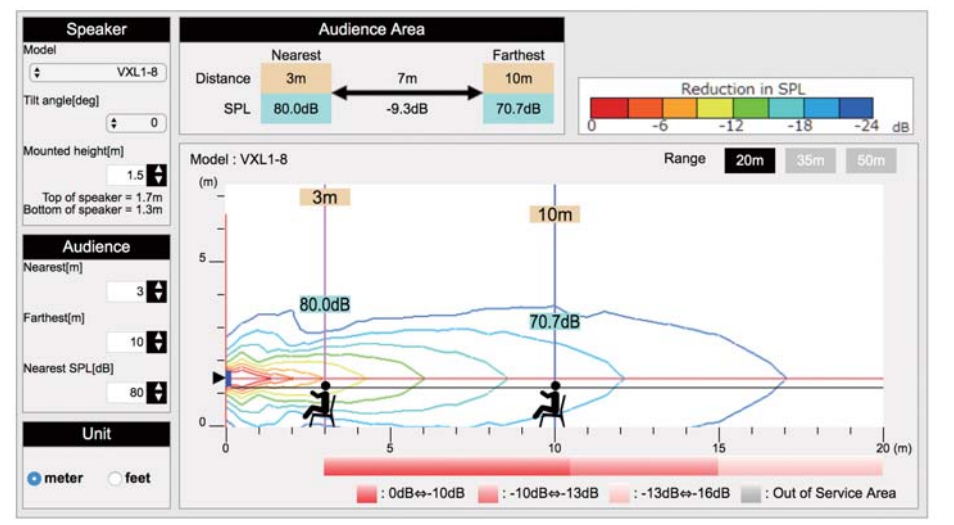 Speaker
Model
VXL1-8
Tilt angle[deg]
0
Mounted height[m]
1.5
Top of speaker = 1.7m
Bottom of speaker = 1.3m
Audience
Nearest[m]
3
Farthest[m]
10
Nearest SPL[dB]
80
Unit
meter feet
Audience Area
Nearest Farthest
Distance 3m 7m 10m
SPL 80.0dB -9.3dB 70.7dB
Reduction in SPL
0 -6 -12 -18 -24 dB
Model : VXL1-8 Range 20m 35m 50m
(m)
3m
10m
5
80.0dB
70.7dB
0
0 5 10 15 20 (m)
: 0dB⇔-10dB : -10dB⇔-13dB : -13dB⇔-16dB : Out of Service Area